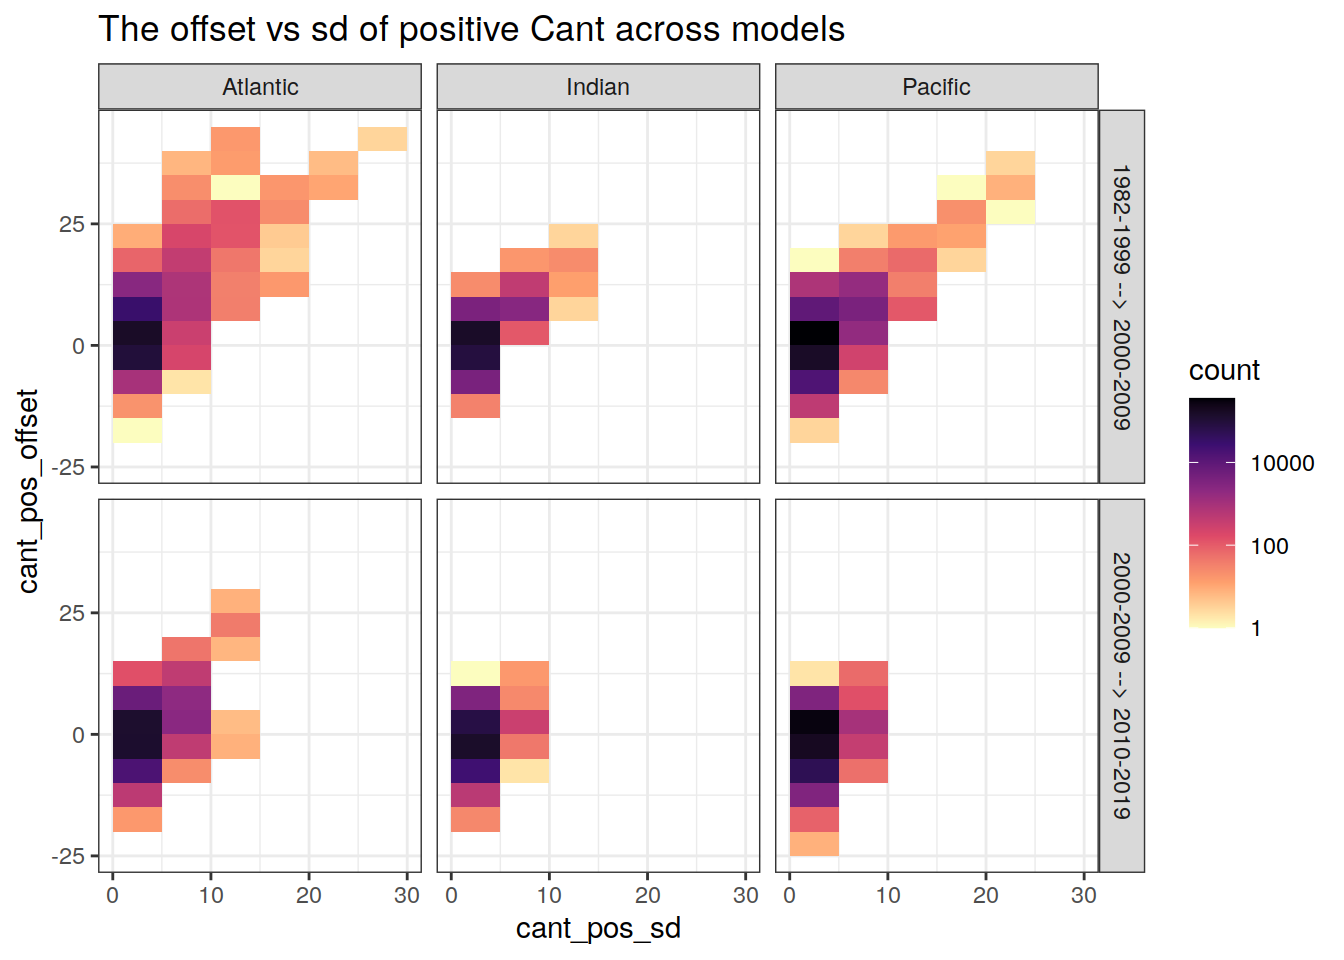 The offset vs sd of positive Cant across models
Atlantic
Indian
Pacific
25
0
-25
1982-1999 --> 2000-2009
25
0
-25
2000-2009 --> 2010-2019
0 10 20 30
0 10 20 30
0 10 20 30
cant_pos_sd
cant_pos_offset
count
10000
100
1